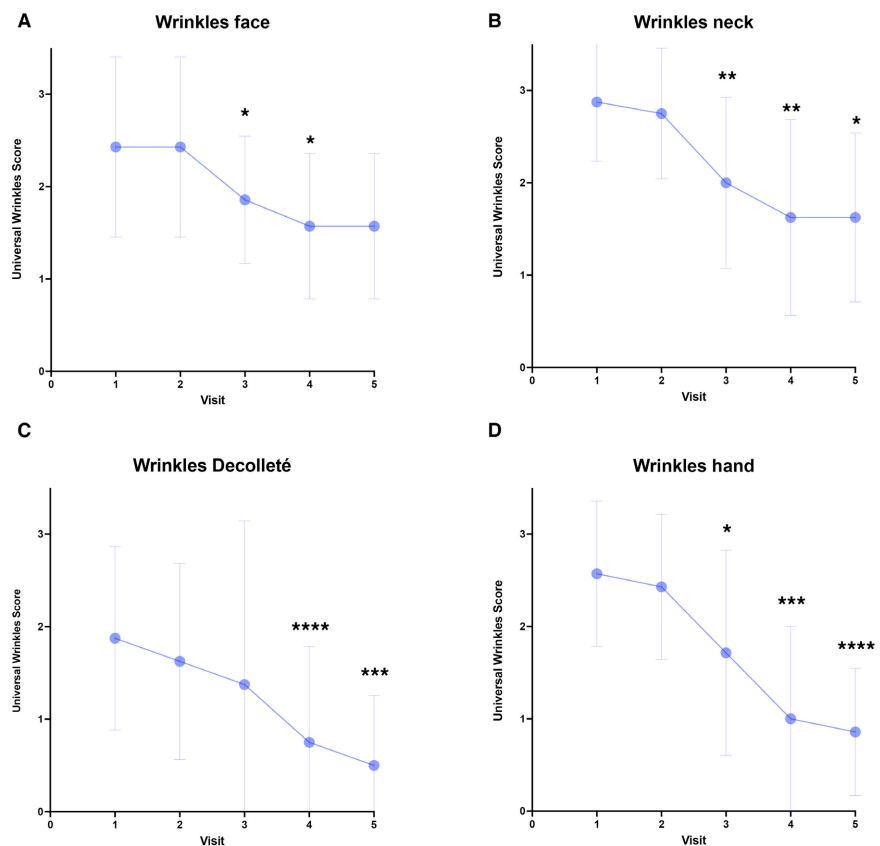 A
Wrinkles face
Universal Wrinkles Score
3
2
1
0
*
*
0 1 2 3 4 5
Visit
B
Wrinkles neck
Universal Wrinkles Score
3
2
1
0
**
**
*
0 1 2 3 4 5
Visit
C
Wrinkles Decolleté
Universal Wrinkles Score
3
2
1
0
****
***
0 1 2 3 4 5
Visit
D
Wrinkles hand
Universal Wrinkles Score
3
2
1
0
*
***
****
0 1 2 3 4 5
Visit